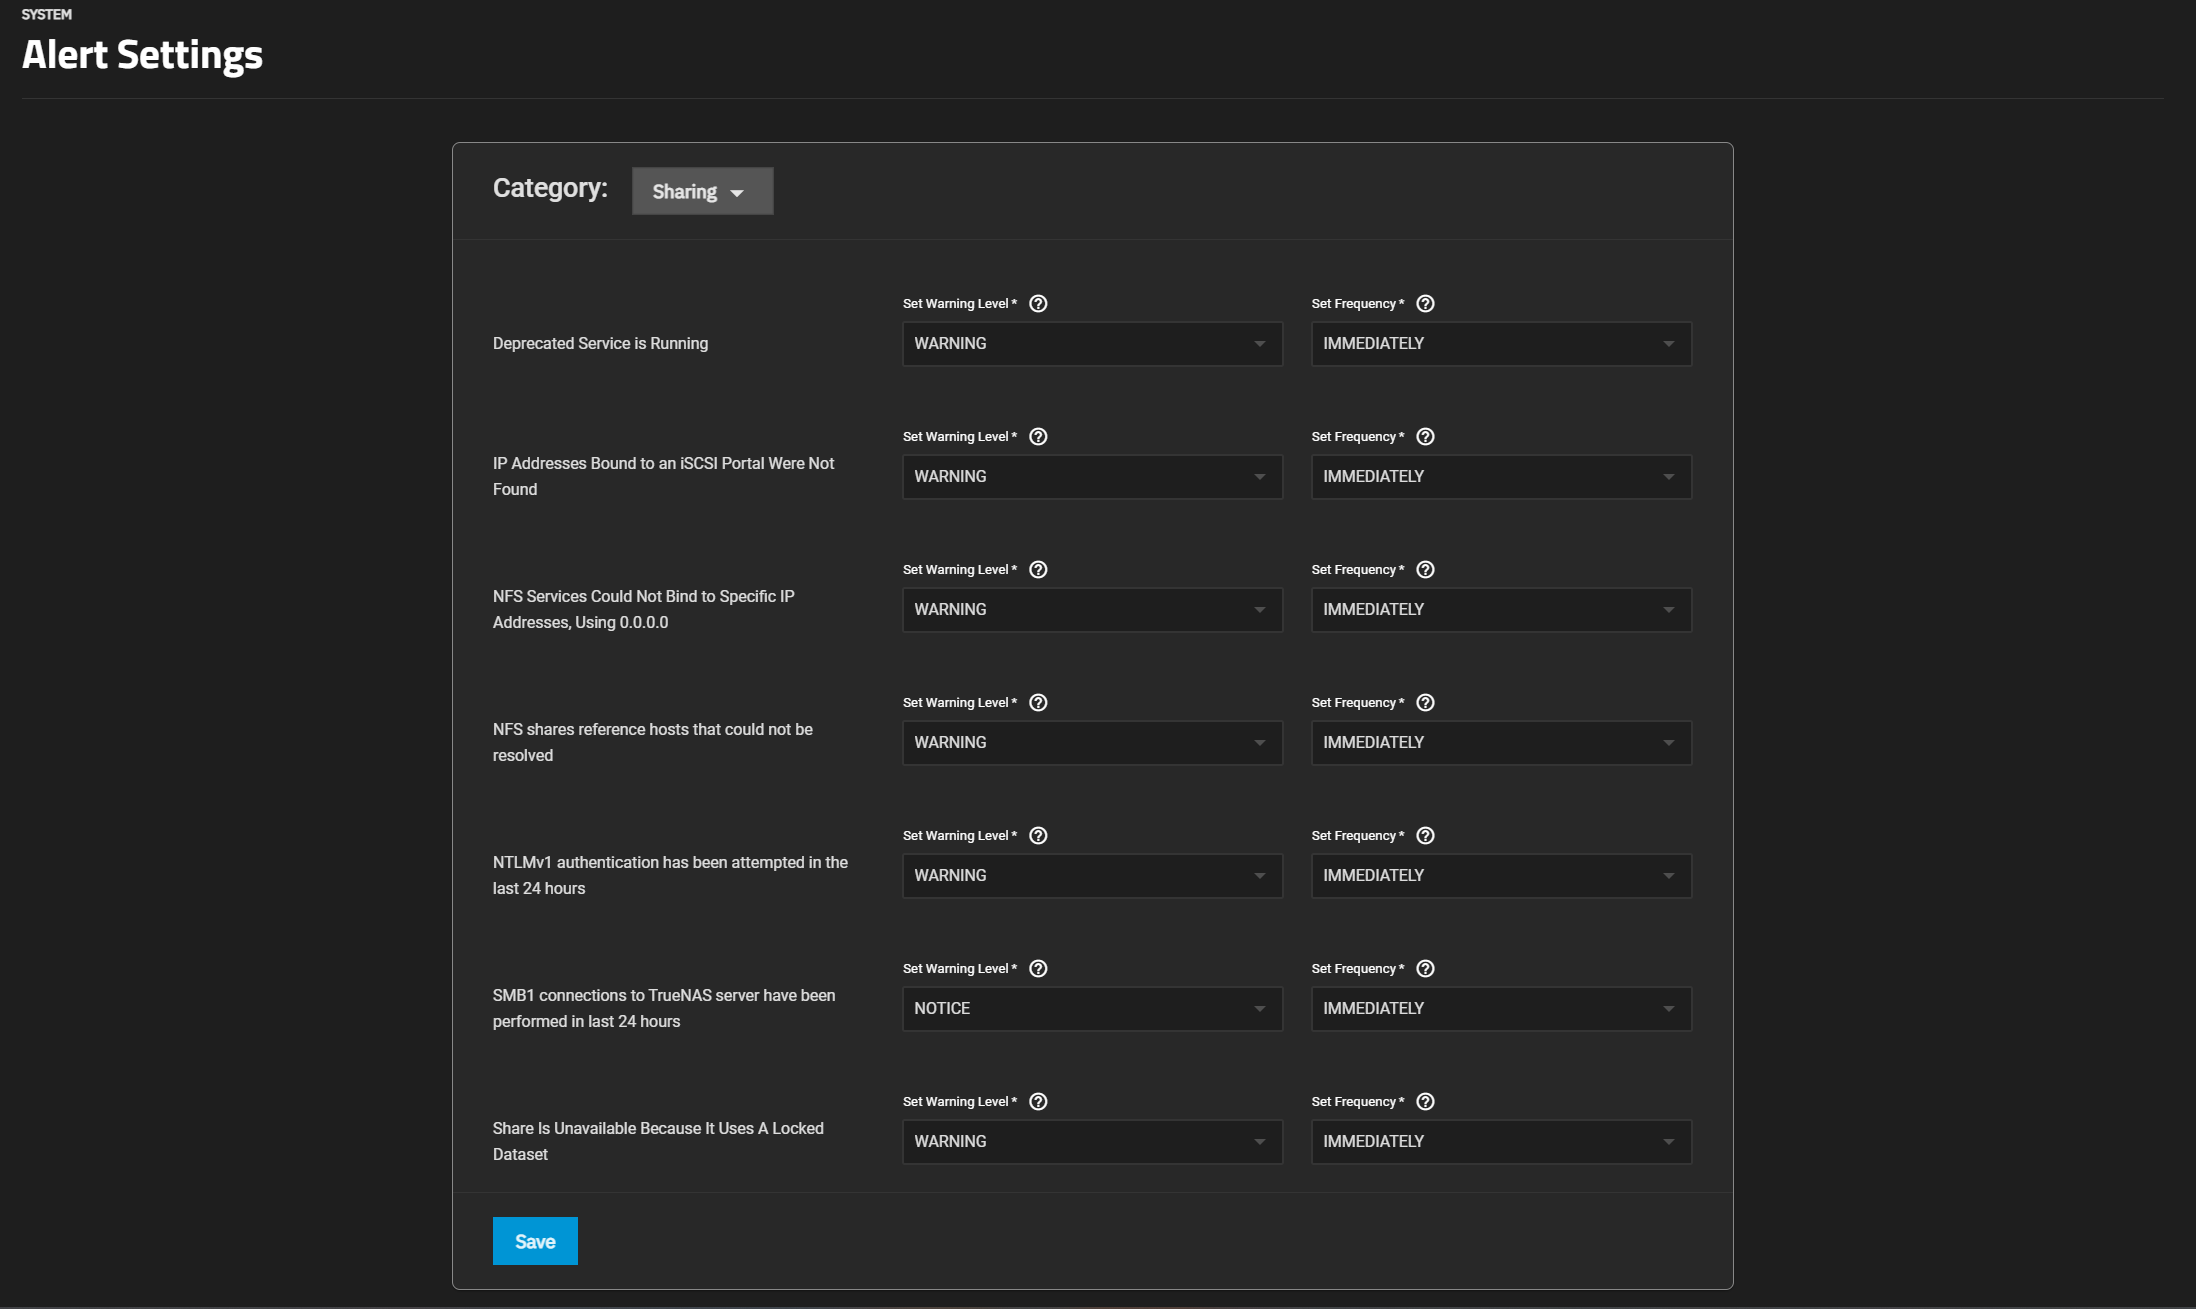 SYSTEM
Alert Settings
Category:
Sharing
Set Warning Level *
Set Frequency *
Deprecated Service is Running
WARNING
IMMEDIATELY
Set Warning Level *
Set Frequency *
IP Addresses Bound to an iSCSI Portal Were Not
Found
WARNING
IMMEDIATELY
Set Warning Level *
Set Frequency *
NFS Services Could Not Bind to Specific IP
Addresses, Using 0.0.0.0
WARNING
IMMEDIATELY
Set Warning Level *
Set Frequency *
NFS shares reference hosts that could not be
resolved
WARNING
IMMEDIATELY
Set Warning Level *
Set Frequency *
NTLMv1 authentication has been attempted in the
last 24 hours
WARNING
IMMEDIATELY
Set Warning Level *
Set Frequency *
SMB1 connections to TrueNAS server have been
performed in last 24 hours
NOTICE
IMMEDIATELY
Set Warning Level *
Set Frequency *
Share Is Unavailable Because It Uses A Locked
Dataset
WARNING
IMMEDIATELY
Save